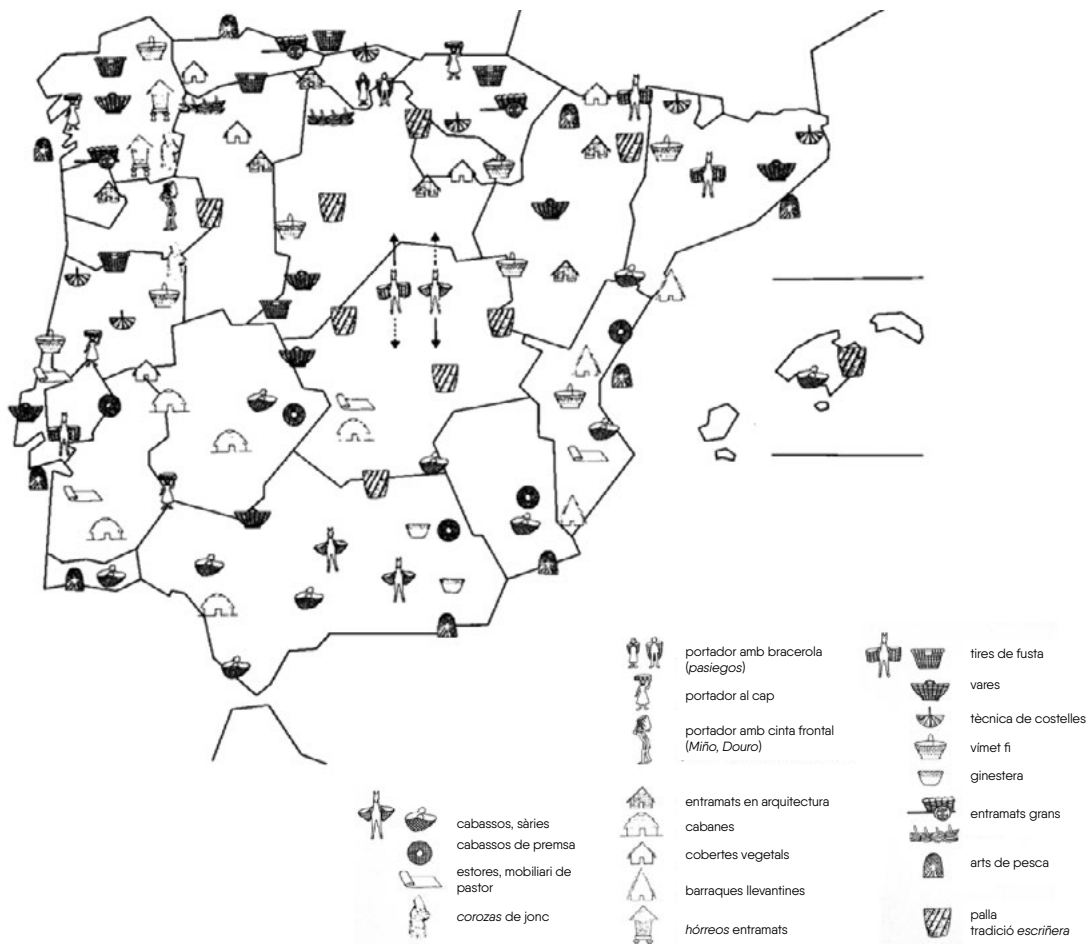 cabassos, sàries
cabassos de premsa
estores, mobiliari de
pastor
corozas de jonc
portador amb bracerola
(pasiegos)
portador al cap
portador amb cinta frontal
(Miño, Douro)
entramats en arquitectura
cabanes
cobertes vegetals
barraques llevantines
hórreos entramats
tires de fusta
vares
tècnica de costelles
vímet fi
ginestera
entramats grans
arts de pesca
palla
tradició escriñera